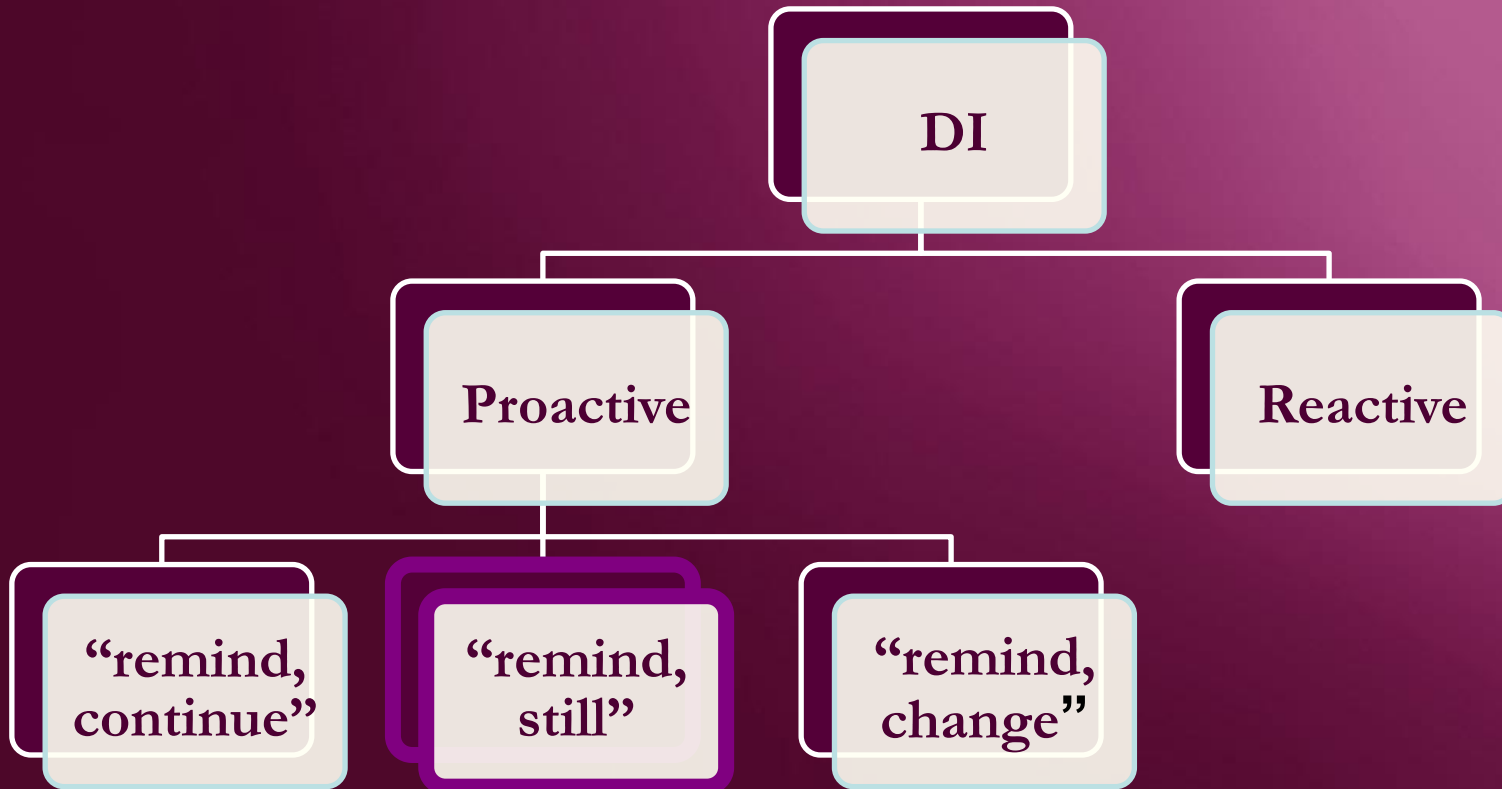 DI
Proactive
Reactive
“remind,
continue”
“remind,
still”
“remind,
change”